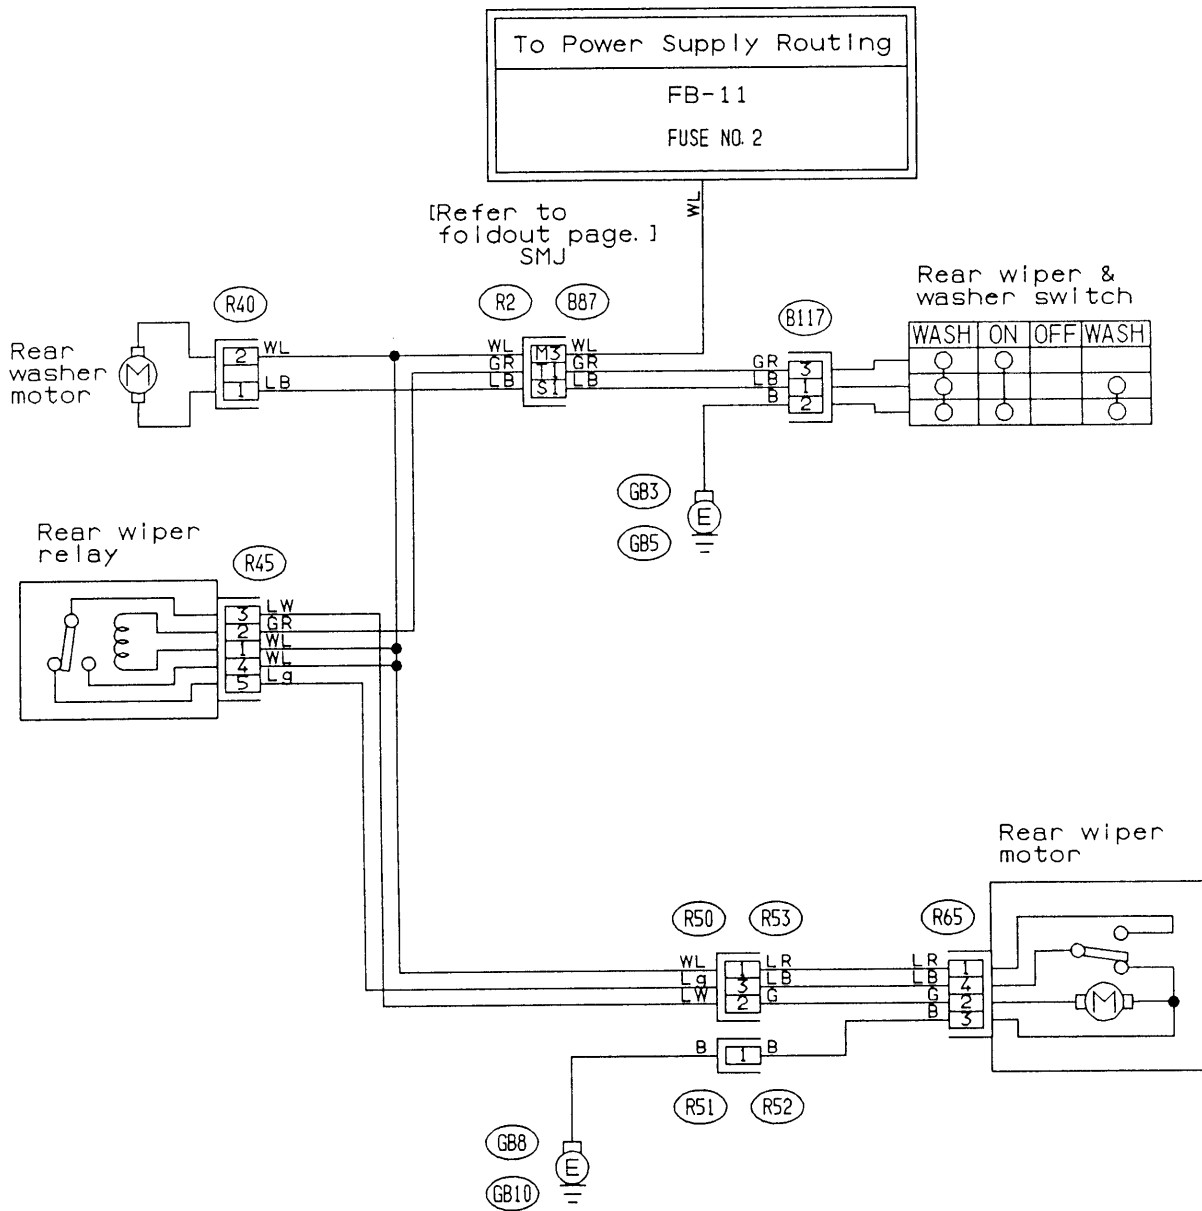 To Power Supply Routing
FB-11
FUSE NO. 2
WL
[Refer to
foldout page.]
SMJ
Rear wiper &
washer switch
R40
R2
B87
B117
WASH ON OFF WASH
Rear
washer
motor
M
2 WL
1 LB
WL M3 WL
GR T1 GR
LB S1 LB
GR 3
LB 1
B 2
GB3
E
GB5
Rear wiper
relay
R45
3 LW
2 GR
1 WL
4 WL
5 Lg
Rear wiper
motor
R50
R53
R65
WL 1 LR
Lg 3 LB
LW 2 G
LR 1
LB 4
G 2
B 3
M
B 1 B
R51
R52
GB8
E
GB10